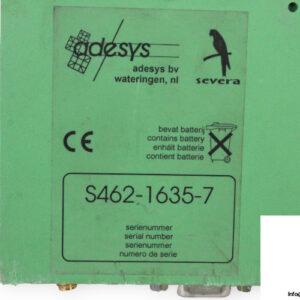 adesys
adesys bv
wateringen, nl
severa
CE
bevat batterij
contains battery
enhält batterie
contient batterie
S462-1635-7
serienummer
serial number
serienummer
numero de serie